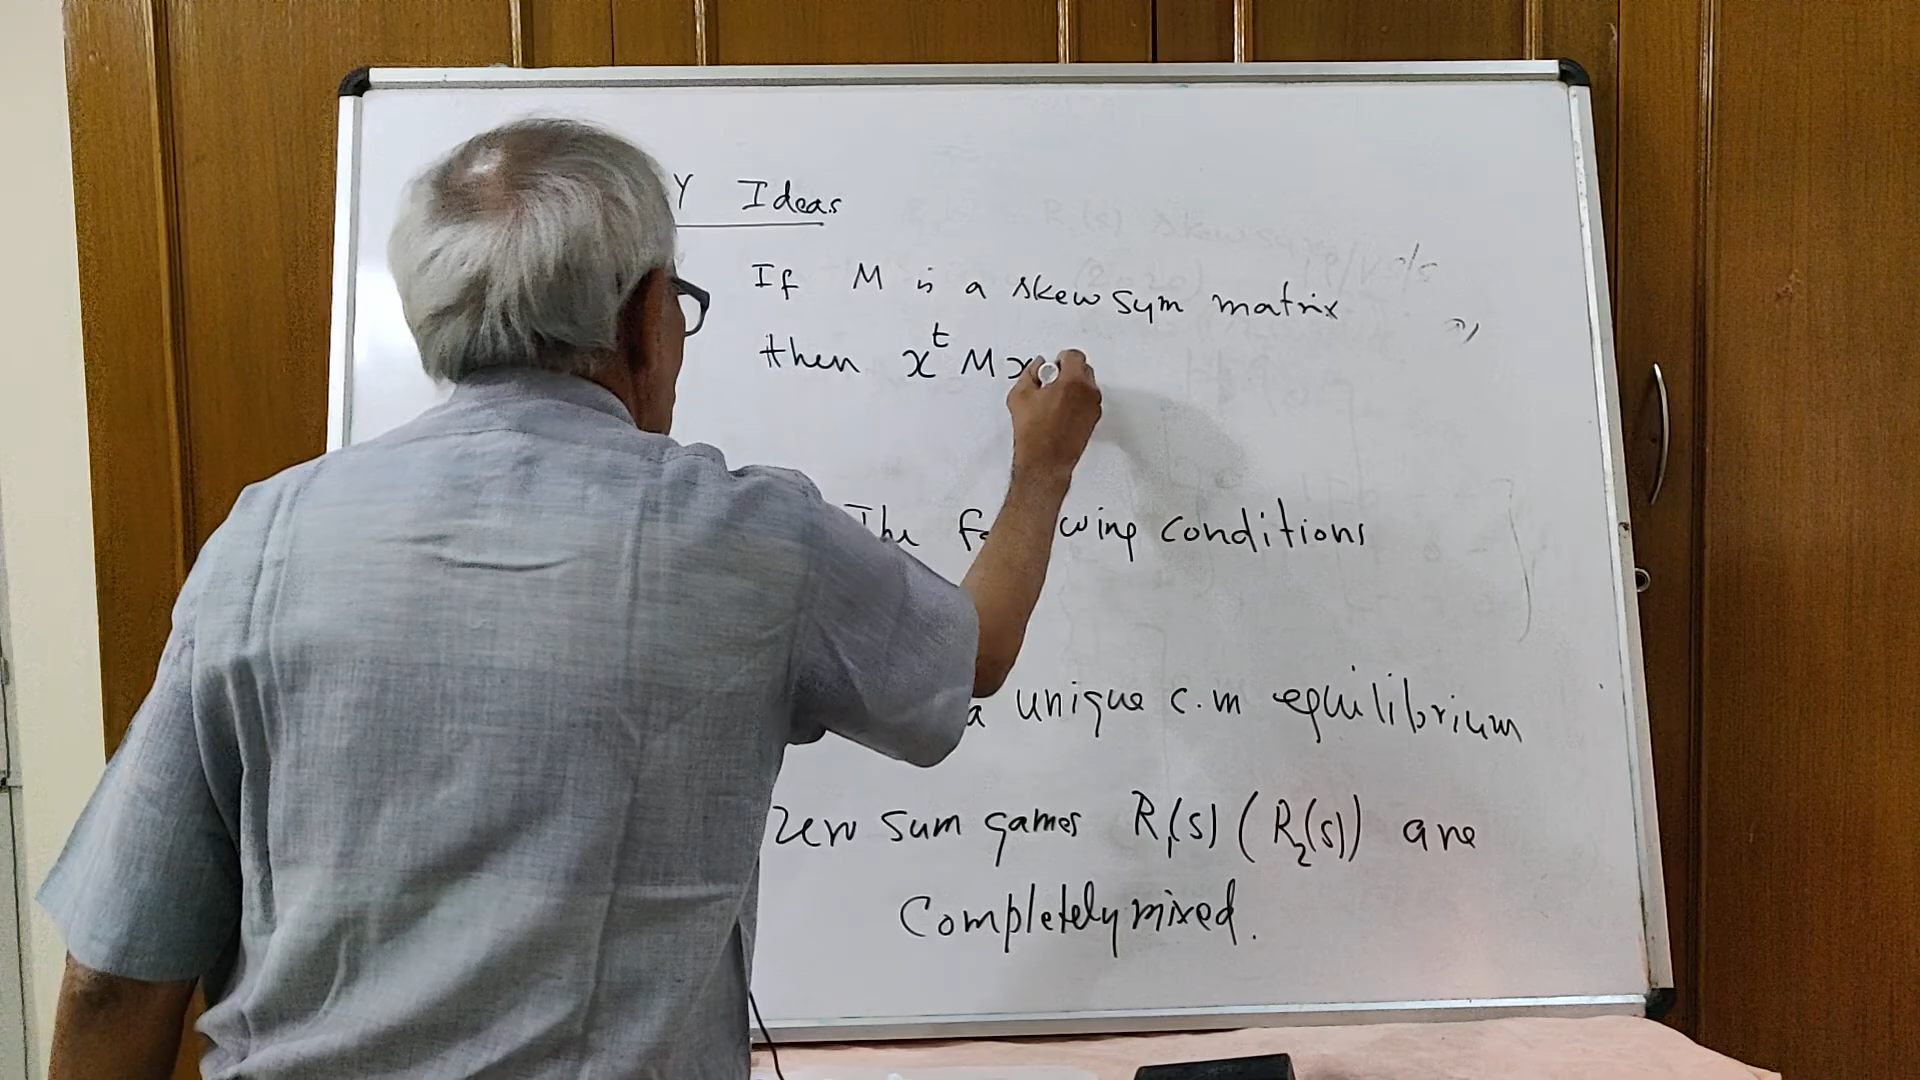 Y Ideas
If M is a skew sym matrix
then x^t M x
The following conditions
a unique c.m equilibrium
Zero sum games R₁(s) (R₂(s)) are
Completely mixed.